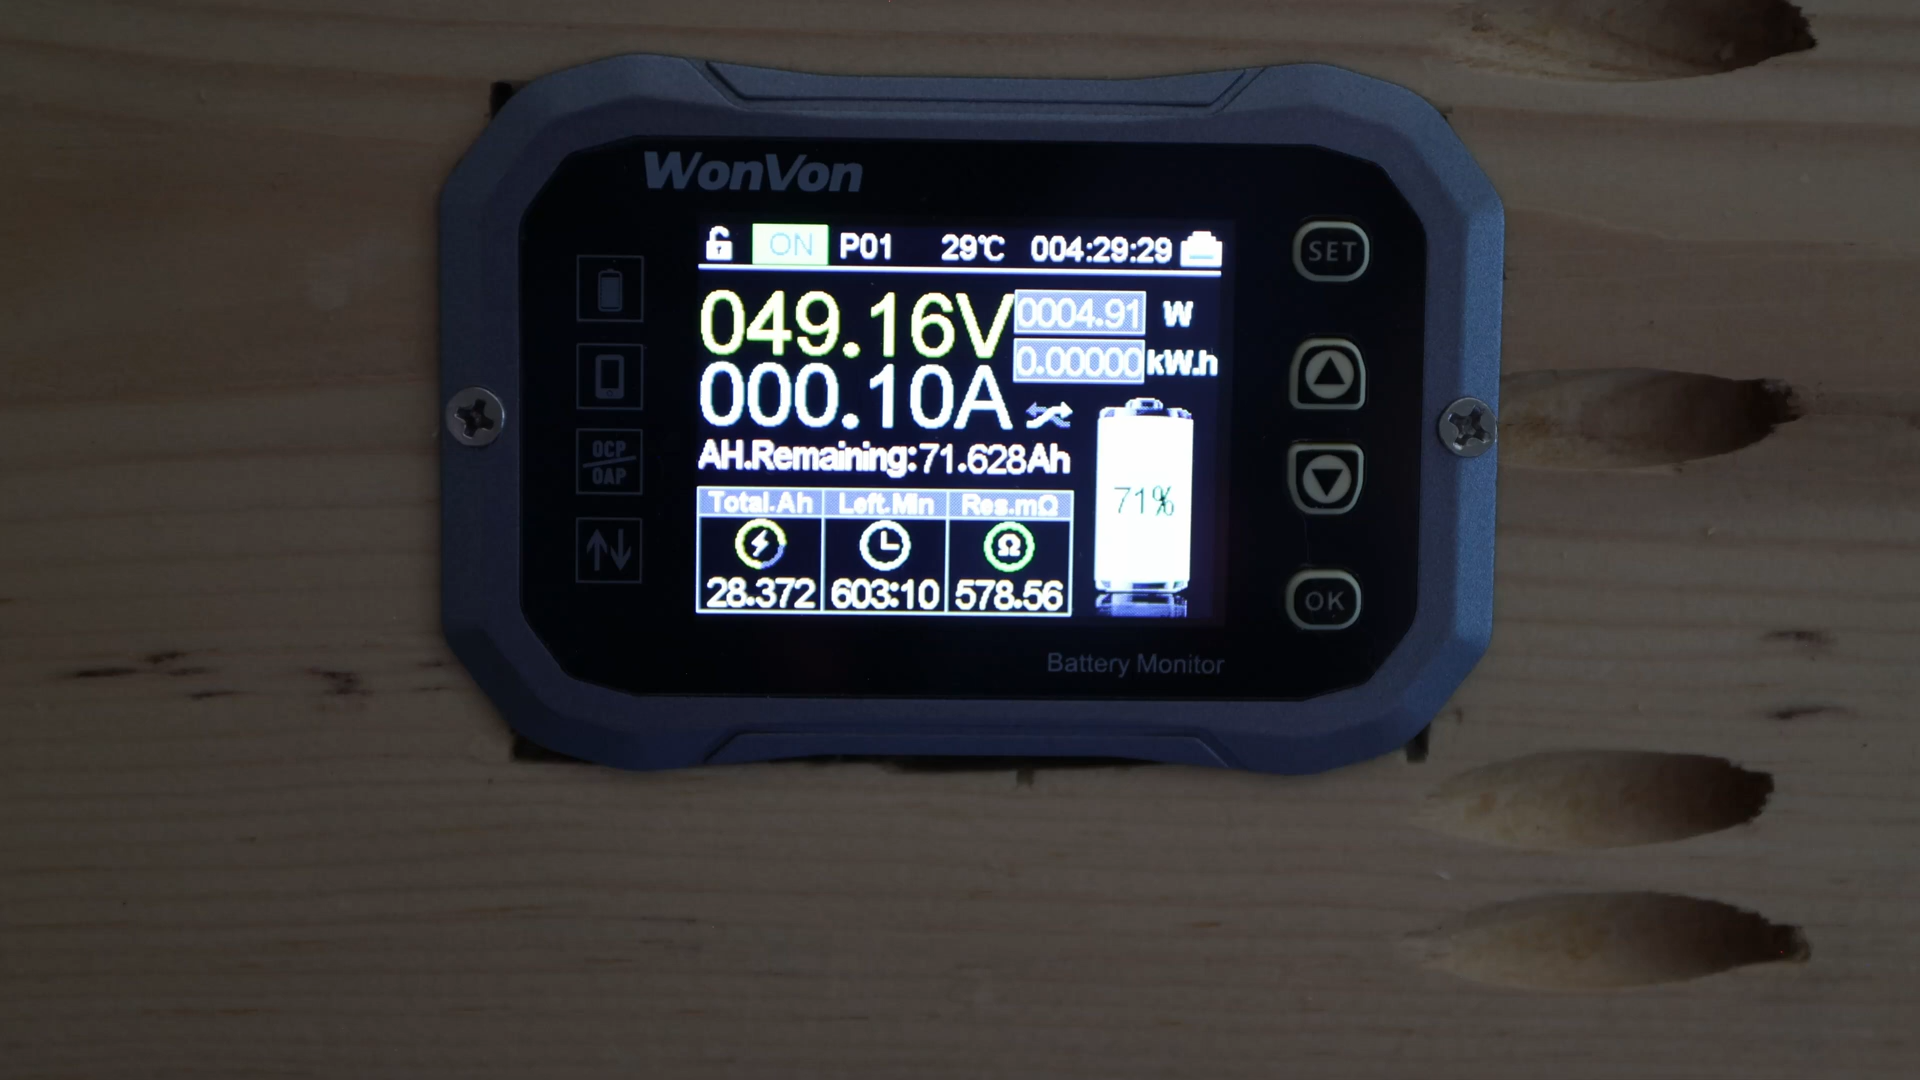 WonVon
ON P01 29℃ 004:29:29
SET
049.16V 0004.91 W
0.00000 kW.h
000.10A
AH.Remaining:71.628Ah
OCP
OAP
71%
Total.Ah Left.Min Res.mΩ
Ω
28.372 603:10 578.56
OK
Battery Monitor